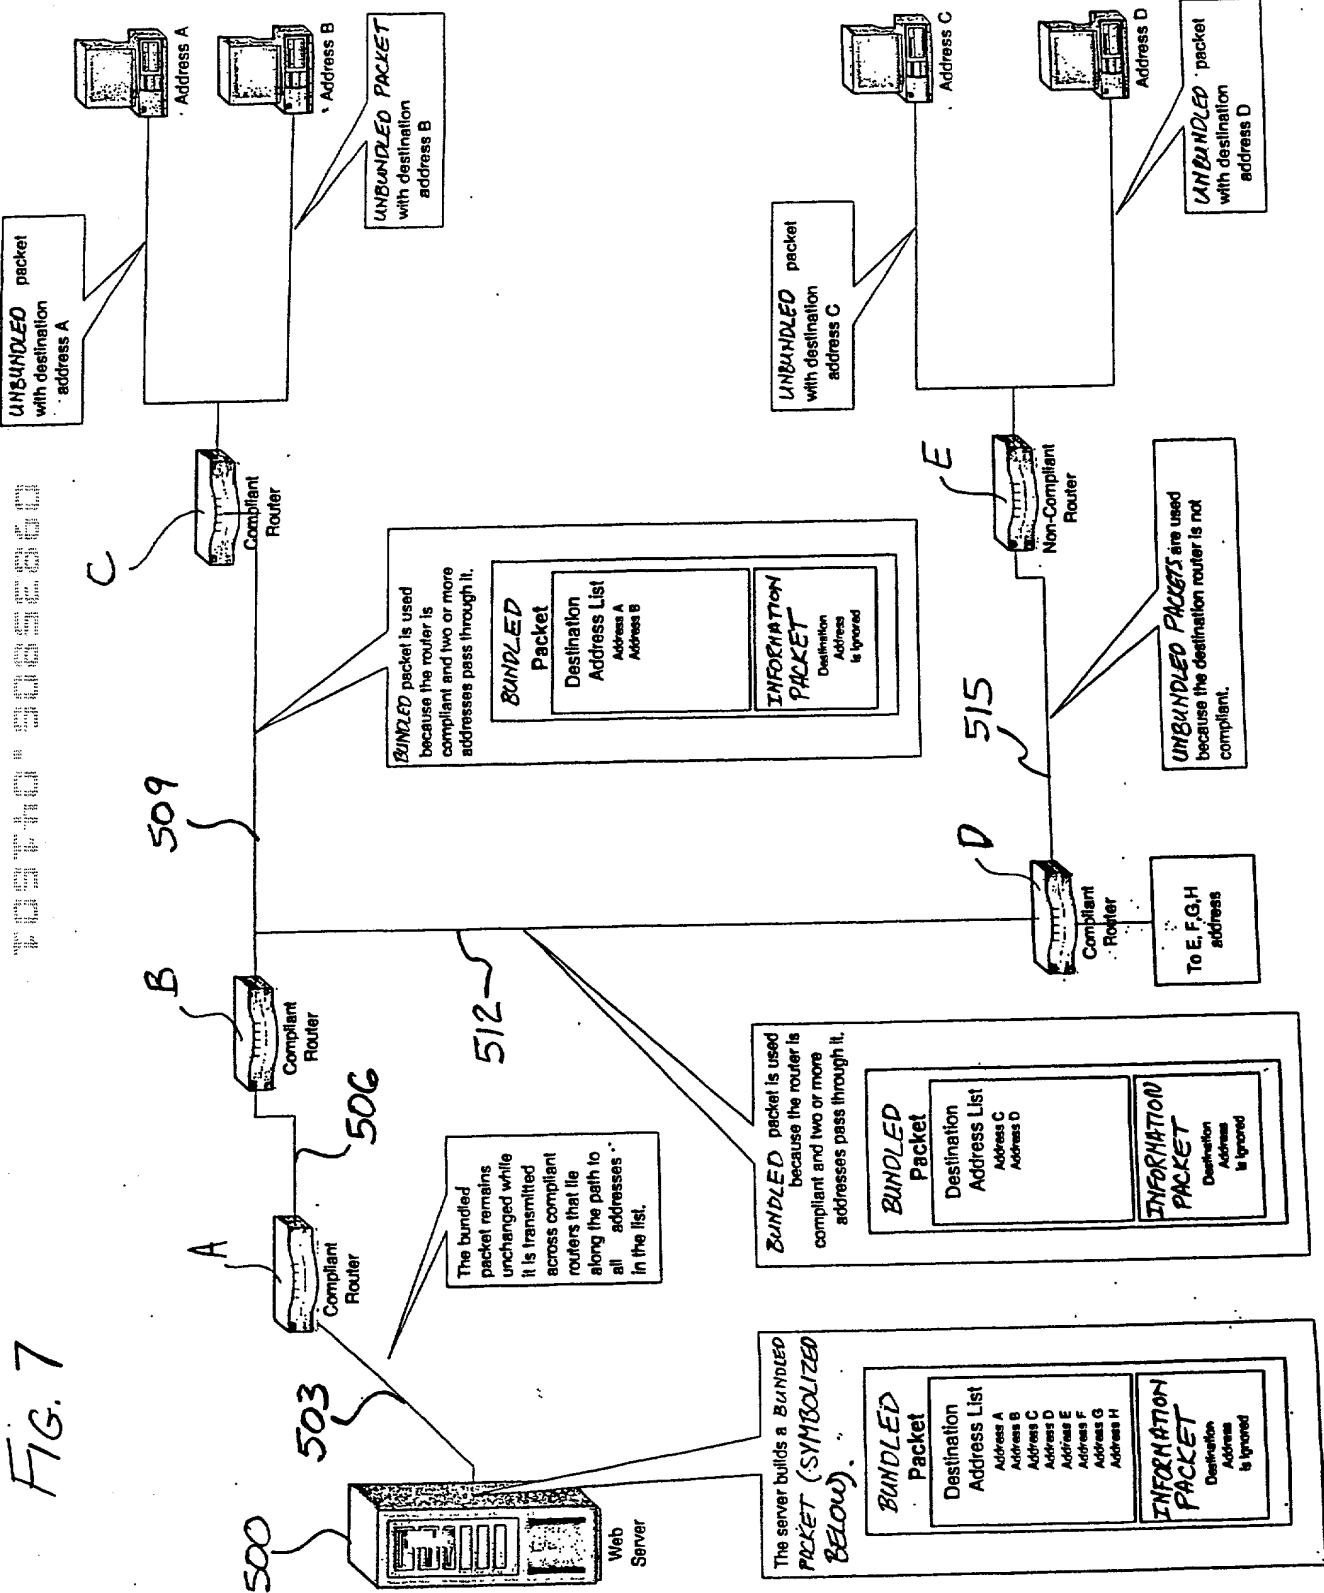 FIG. 7
500
Web
Server
503
The server builds a BUNDLED
PACKET (SYMBOLIZED
BELOW).
BUNDLED
Packet
Destination
Address List
Address A
Address B
Address C
Address D
Address E
Address F
Address G
Address H
INFORMATION
PACKET
Destination
Address
is Ignored
A
Compliant
Router
506
The bundled
packet remains
unchanged while
it is transmitted
across compliant
routers that lie
along the path to
all addresses
in the list.
B
Compliant
Router
512
BUNDLED packet is used
because the router is
compliant and two or more
addresses pass through it.
BUNDLED
Packet
Destination
Address List
Address C
Address D
INFORMATION
PACKET
Destination
Address
is Ignored
509
BUNDLED packet is used
because the router is
compliant and two or more
addresses pass through it.
BUNDLED
Packet
Destination
Address List
Address A
Address B
INFORMATION
PACKET
Destination
Address
is Ignored
C
Compliant
Router
UNBUNDLED packet
with destination
address A
Address A
Address B
UNBUNDLED PACKET
with destination
address B
D
Compliant
Router
To E, F,G,H
address
515
UNBUNDLED PACKETS are used
because the destination router is not
compliant.
E
Non-Compliant
Router
UNBUNDLED packet
with destination
address C
Address C
Address D
UNBUNDLED packet
with destination
address D